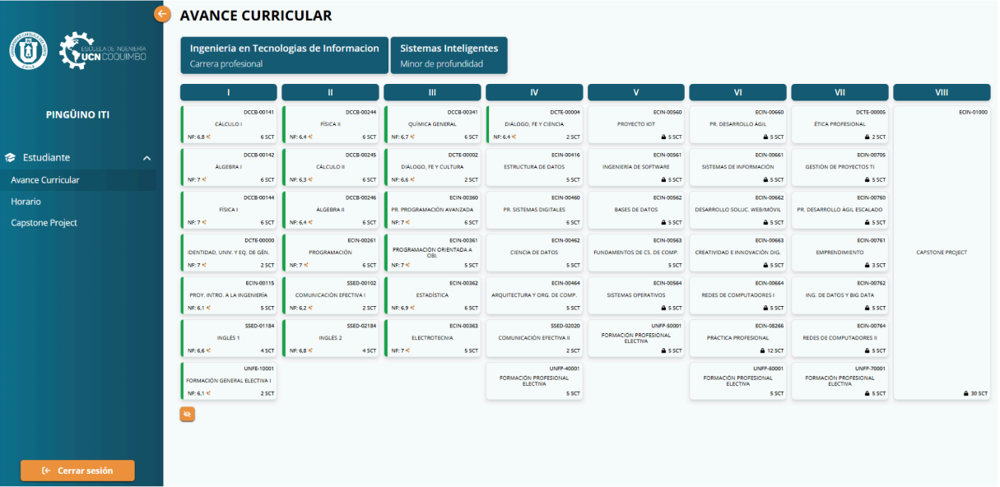 AVANCE CURRICULAR
ESCUELA DE INGENIERÍA
UCN COQUIMBO
PINGÜINO ITI
Estudiante
Avance Curricular
Horario
Capstone Project
Cerrar sesión
Ingenieria en Tecnologias de Informacion
Carrera profesional
Sistemas Inteligentes
Minor de profundidad
I
DCCB-00141
CÁLCULO I
NF: 6,8 6 SCT
DCCB-00142
ÁLGEBRA I
NF: 7 6 SCT
DCCB-00144
FÍSICA I
NF: 7 6 SCT
DCTE-00000
IDENTIDAD, UNIV. Y EQ. DE GÉN.
NF: 7 2 SCT
ECIN-00115
PROY. INTRO. A LA INGENIERÍA
NF: 6,1 5 SCT
SSED-01184
INGLÉS 1
NF: 6,6 4 SCT
UNFE-10001
FORMACIÓN GENERAL ELECTIVA I
NF: 6,1 2 SCT
II
DCCB-00244
FÍSICA II
NF: 6,4 6 SCT
DCCB-00245
CÁLCULO II
NF: 6,3 6 SCT
DCCB-00246
ÁLGEBRA II
NF: 6,4 6 SCT
ECIN-00261
PROGRAMACIÓN
NF: 7 6 SCT
SSED-00102
COMUNICACIÓN EFECTIVA I
NF: 6,2 2 SCT
SSED-02184
INGLÉS 2
NF: 6,8 4 SCT
III
DCCB-00341
QUÍMICA GENERAL
NF: 6,7 6 SCT
DCTE-00002
DIÁLOGO, FE Y CULTURA
NF: 6,6 2 SCT
ECIN-00360
PR. PROGRAMACIÓN AVANZADA
NF: 7 6 SCT
ECIN-00361
PROGRAMACIÓN ORIENTADA A
OBJ.
NF: 7 5 SCT
ECIN-00362
ESTADÍSTICA
NF: 6,9 6 SCT
ECIN-00363
ELECTROTECNIA
NF: 7 5 SCT
IV
DCTE-00004
DIÁLOGO, FE Y CIENCIA
NF: 6,4 2 SCT
ECIN-00416
ESTRUCTURA DE DATOS
5 SCT
ECIN-00460
PR. SISTEMAS DIGITALES
6 SCT
ECIN-00462
CIENCIA DE DATOS
5 SCT
ECIN-00464
ARQUITECTURA Y ORG. DE COMP.
5 SCT
SSED-02020
COMUNICACIÓN EFECTIVA II
2 SCT
UNFP-40001
FORMACIÓN PROFESIONAL
ELECTIVA
5 SCT
V
ECIN-00560
PROYECTO IOT
5 SCT
ECIN-00561
INGENIERÍA DE SOFTWARE
5 SCT
ECIN-00562
BASES DE DATOS
5 SCT
ECIN-00563
FUNDAMENTOS DE CS. DE COMP.
5 SCT
ECIN-00564
SISTEMAS OPERATIVOS
5 SCT
UNFP-50001
FORMACIÓN PROFESIONAL
ELECTIVA
5 SCT
VI
ECIN-00660
PR. DESARROLLO ÁGIL
5 SCT
ECIN-00661
SISTEMAS DE INFORMACIÓN
5 SCT
ECIN-00662
DESARROLLO SOLUC. WEB/MÓVIL
5 SCT
ECIN-00663
CREATIVIDAD E INNOVACIÓN DIG.
5 SCT
ECIN-00664
REDES DE COMPUTADORES I
5 SCT
ECIN-08266
PRÁCTICA PROFESIONAL
12 SCT
UNFP-60001
FORMACIÓN PROFESIONAL
ELECTIVA
5 SCT
VII
DCTE-00005
ÉTICA PROFESIONAL
2 SCT
ECIN-00705
GESTIÓN DE PROYECTOS TI
5 SCT
ECIN-00760
PR. DESARROLLO ÁGIL ESCALADO
5 SCT
ECIN-00761
EMPRENDIMIENTO
3 SCT
ECIN-00762
ING. DE DATOS Y BIG DATA
5 SCT
ECIN-00764
REDES DE COMPUTADORES II
5 SCT
UNFP-70001
FORMACIÓN PROFESIONAL
ELECTIVA
5 SCT
VIII
ECIN-01000
CAPSTONE PROJECT
30 SCT